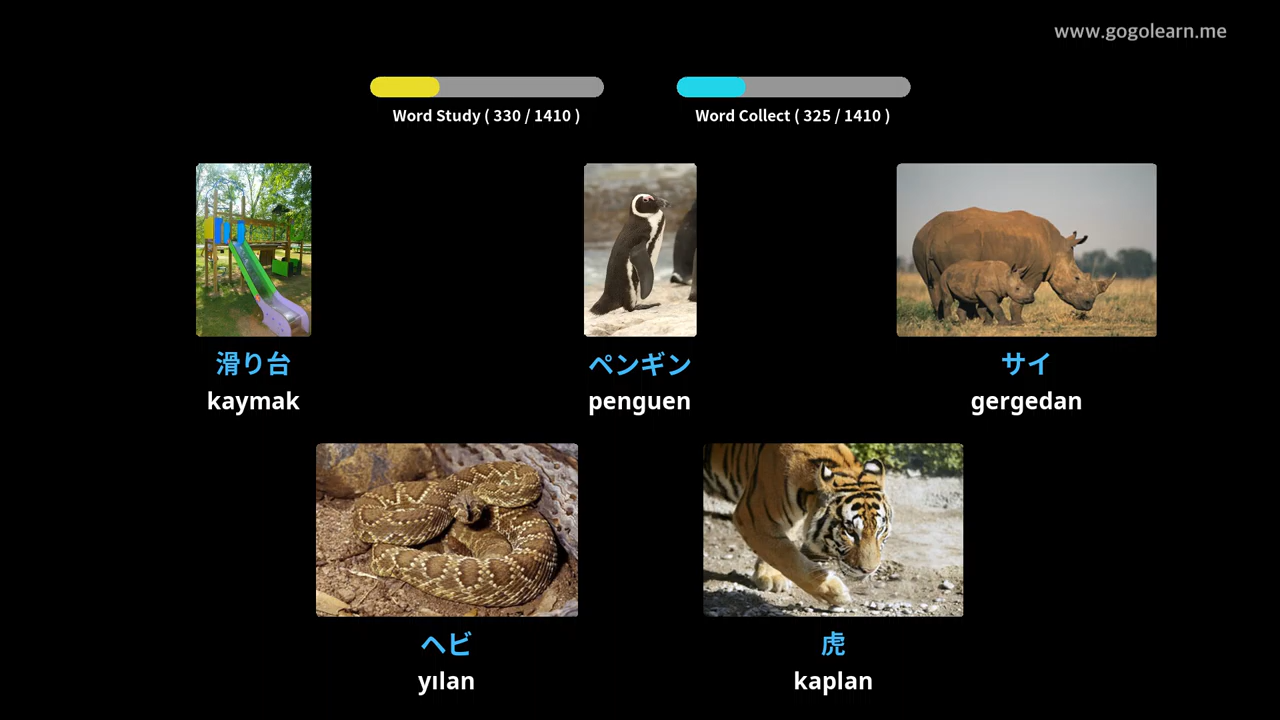 www.gogolearn.me
Word Study ( 330 / 1410 )
Word Collect ( 325 / 1410 )
滑り台
kaymak
ペンギン
penguen
サイ
gergedan
ヘビ
yılan
虎
kaplan